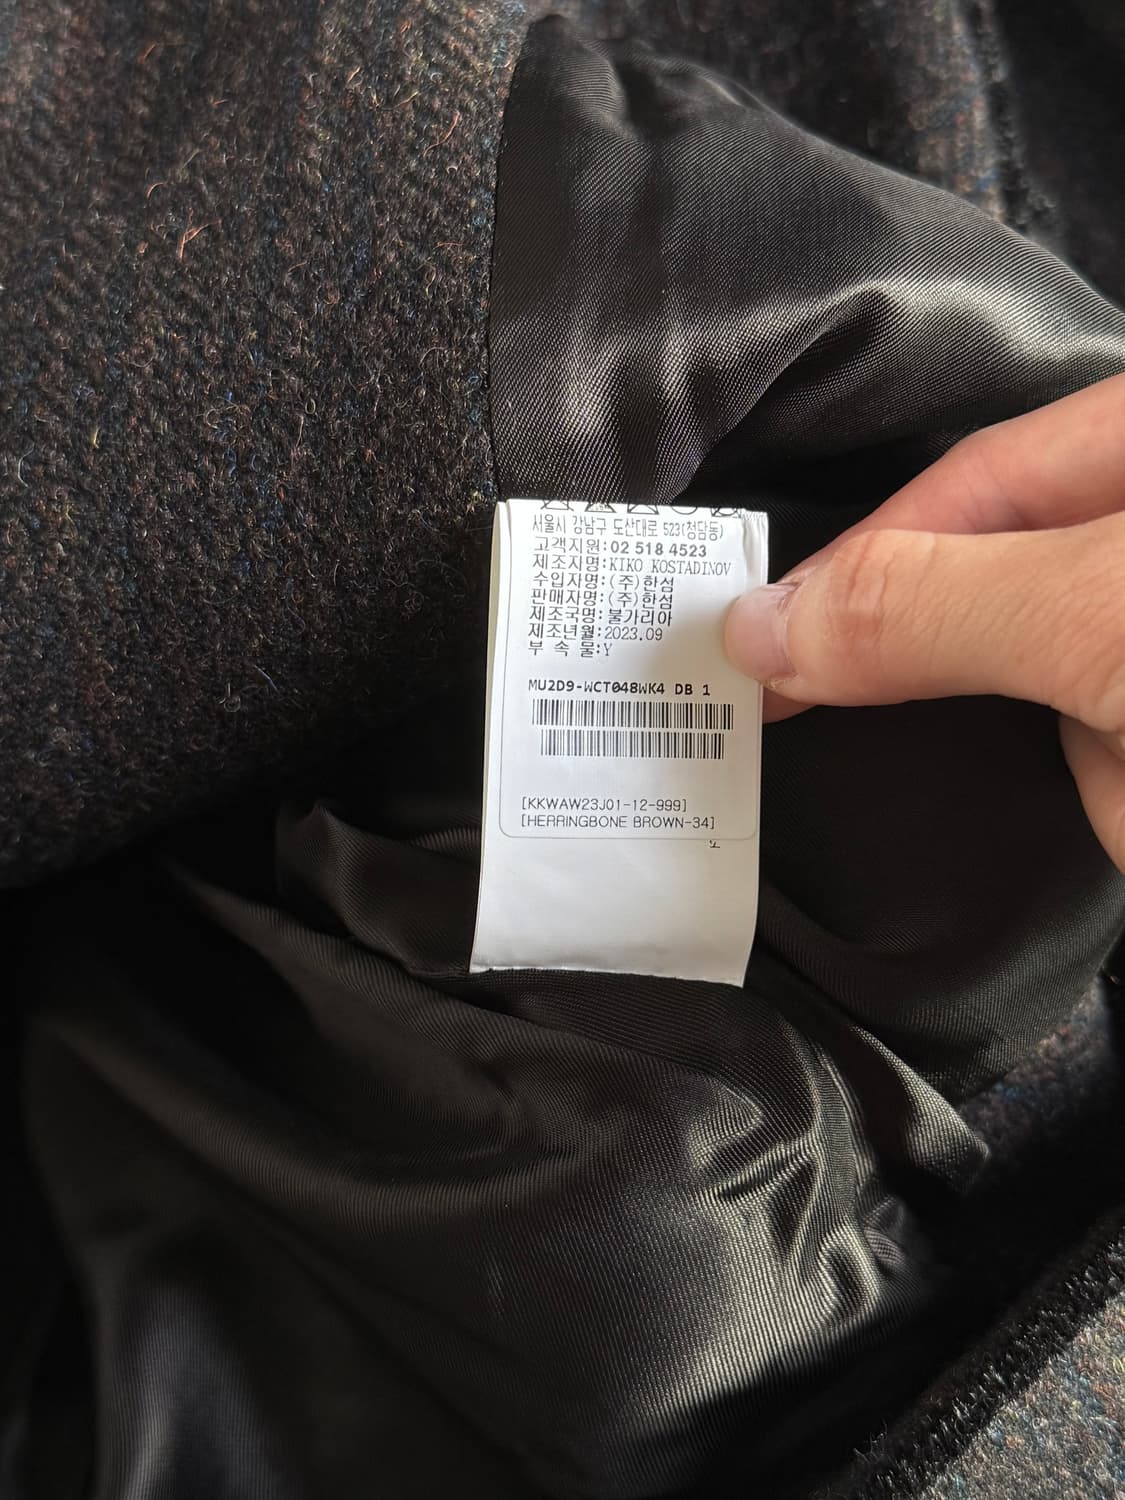 서울시 강남구 도산대로 523(청담동)
고객지원:02 518 4523
제조자명:KIKO KOSTADINOV
수입자명:(주)한섬
판매자명:(주)한섬
제조국명:불가리아
제조년월:2023.09
부 속 물:Y
MU2D9-WCT048WK4 DB 1
[KKWAW23J01-12-999]
[HERRINGBONE BROWN-34]